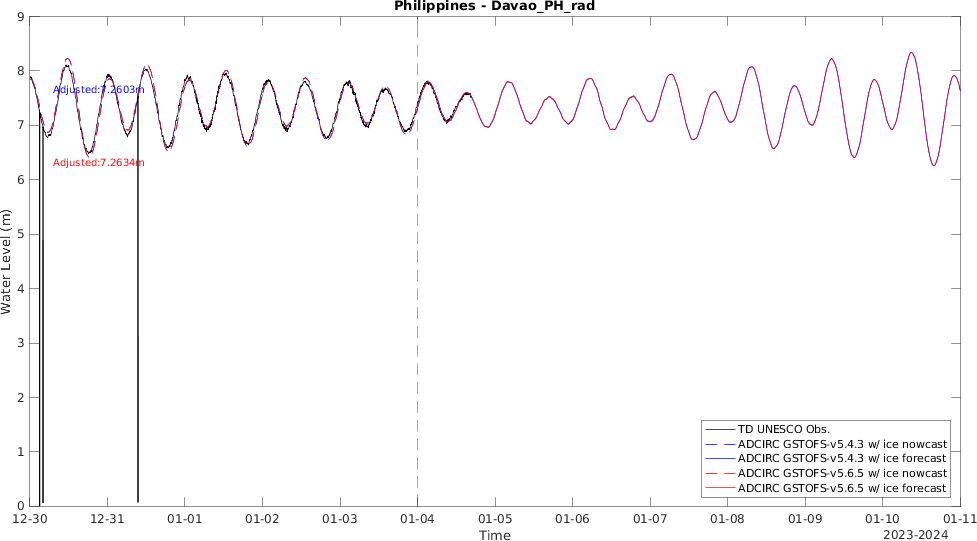 Philippines - Davao_PH_rad
9
8
7
6
5
4
3
2
1
0
Water Level (m)
Adjusted:7.2603m
Adjusted:7.2634m
TD UNESCO Obs.
ADCIRC GSTOFS-v5.4.3 w/ ice nowcast
ADCIRC GSTOFS-v5.4.3 w/ ice forecast
ADCIRC GSTOFS-v5.6.5 w/ ice nowcast
ADCIRC GSTOFS-v5.6.5 w/ ice forecast
12-30 12-31 01-01 01-02 01-03 01-04 01-05 01-06 01-07 01-08 01-09 01-10 01-11
Time
2023-2024